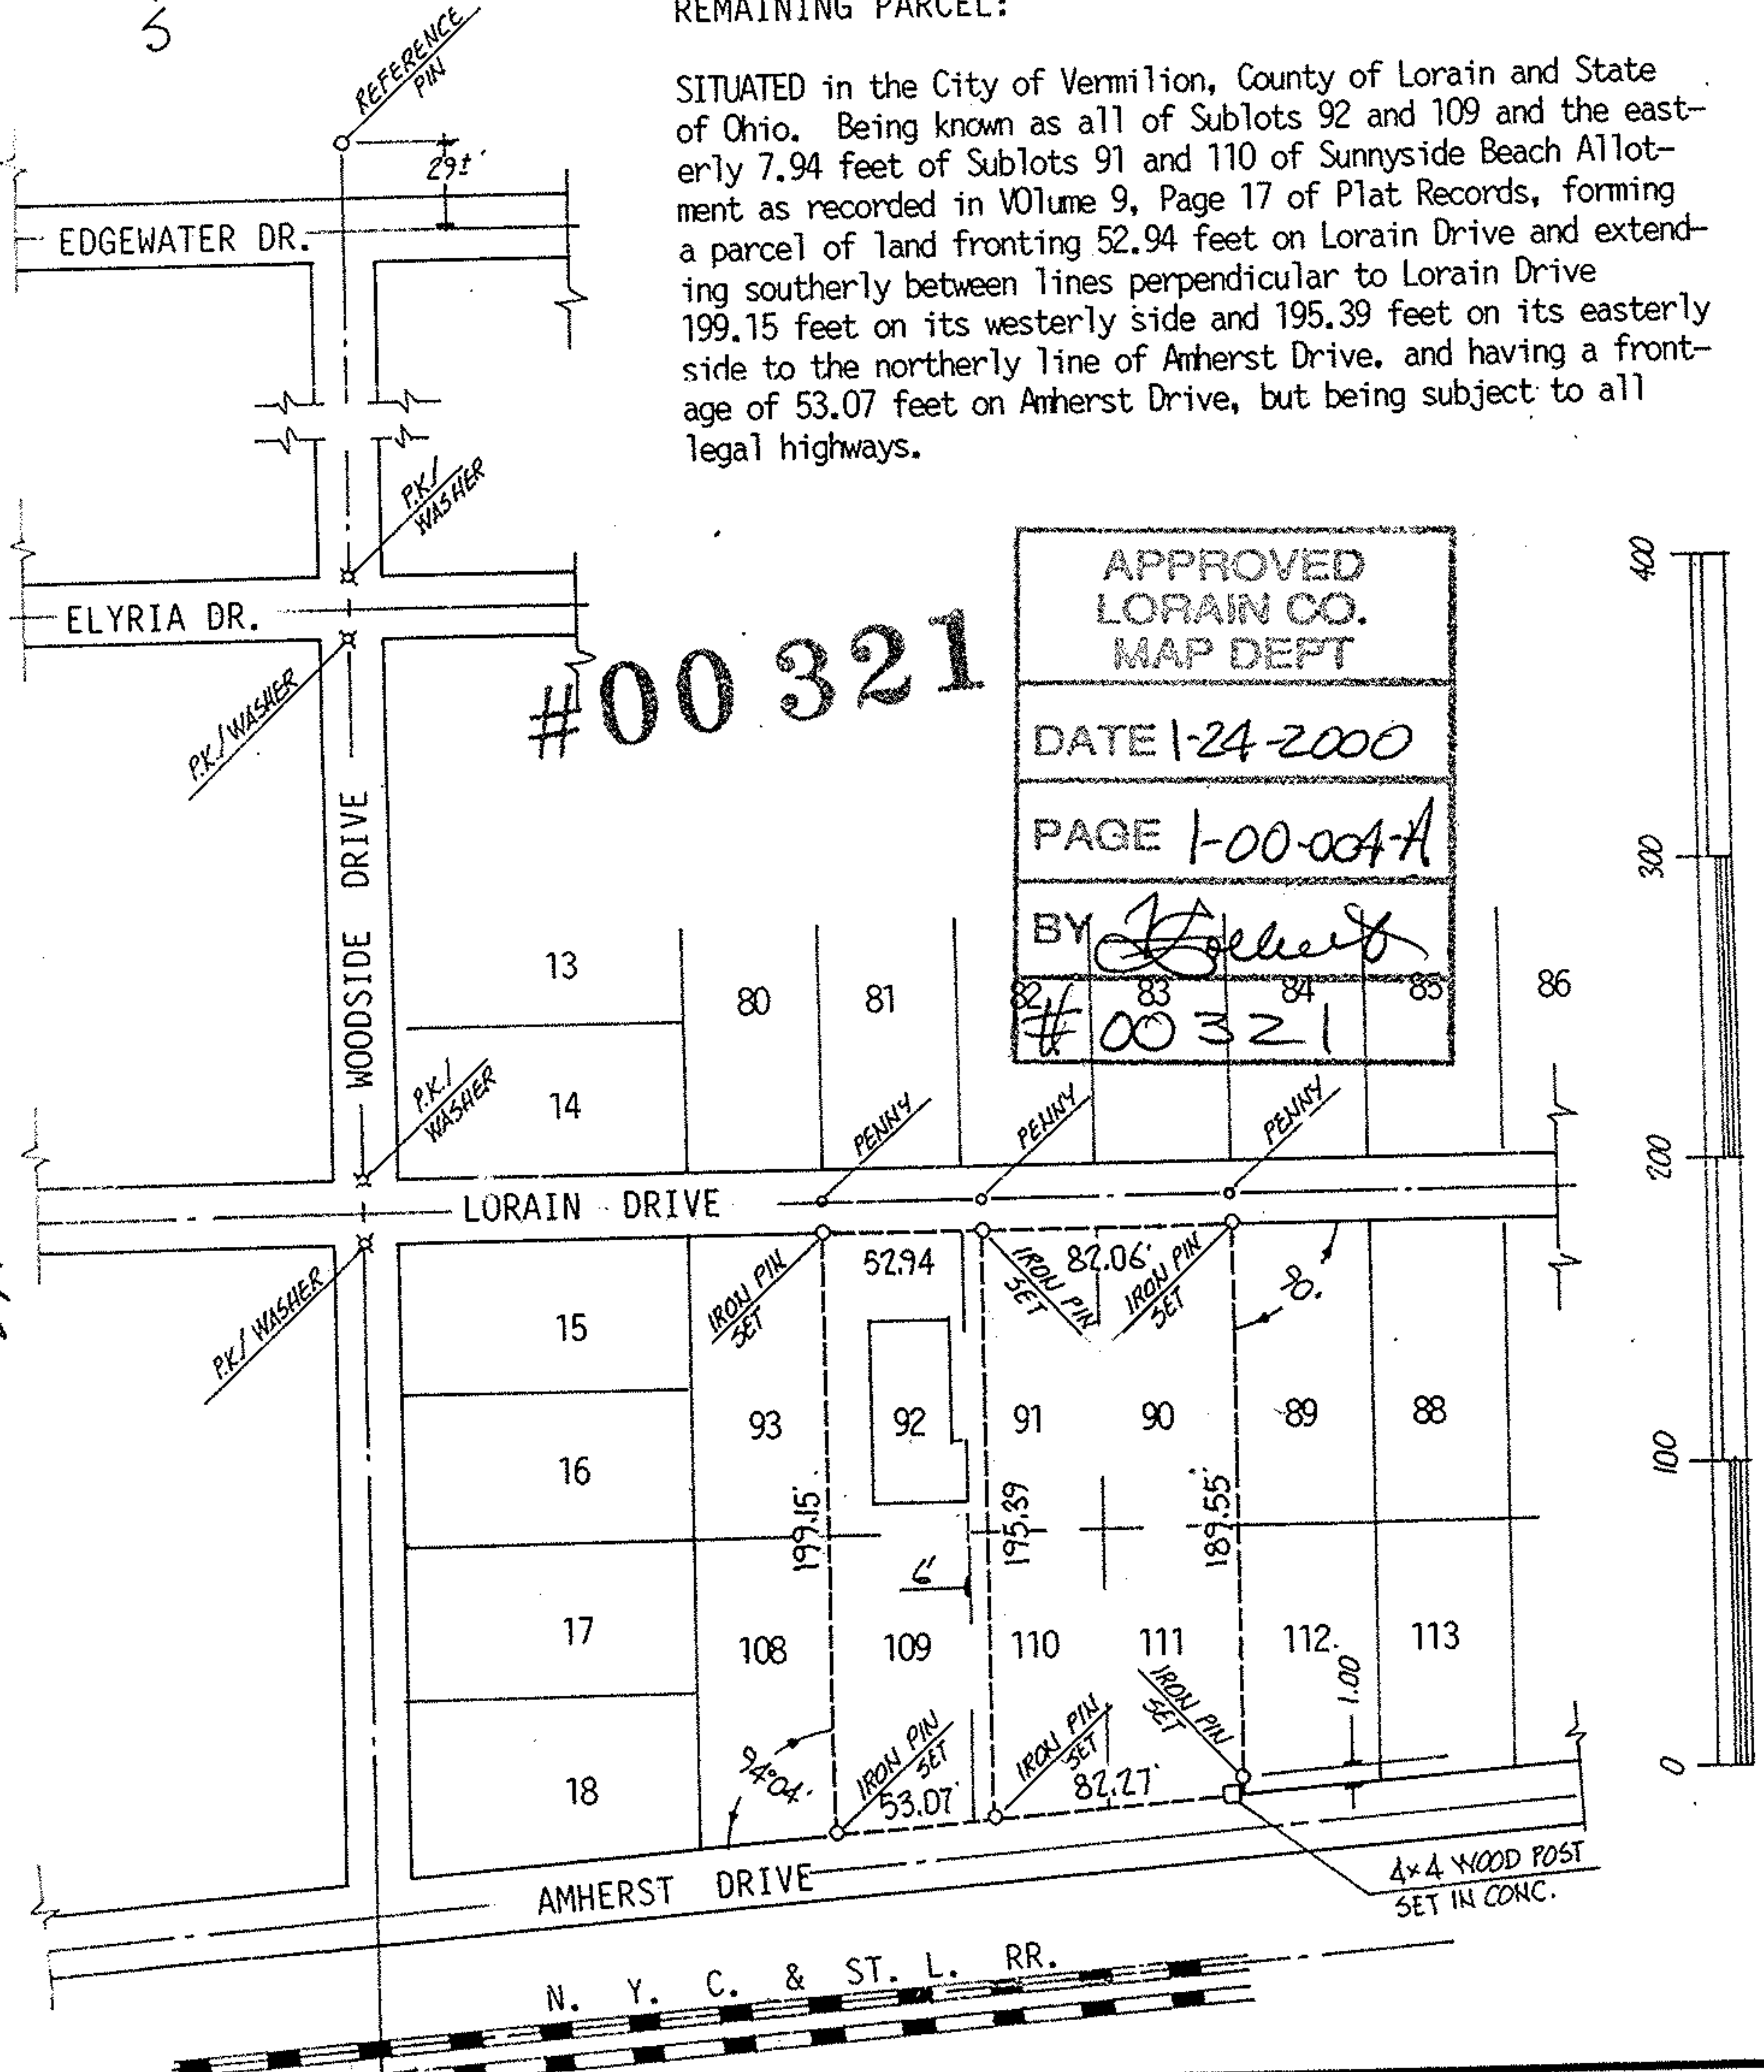 5
REMAINING PARCEL:
SITUATED in the City of Vermilion, County of Lorain and State
of Ohio. Being known as all of Sublots 92 and 109 and the east-
erly 7.94 feet of Sublots 91 and 110 of Sunnyside Beach Allot-
ment as recorded in VOlume 9, Page 17 of Plat Records, forming
a parcel of land fronting 52.94 feet on Lorain Drive and extend-
ing southerly between lines perpendicular to Lorain Drive
199.15 feet on its westerly side and 195.39 feet on its easterly
side to the northerly line of Amherst Drive. and having a front-
age of 53.07 feet on Amherst Drive, but being subject to all
legal highways.
REFERENCE
PIN
29±'
EDGEWATER DR.
P.K./
WASHER
ELYRIA DR.
P.K./WASHER
#00321
APPROVED
LORAIN CO.
MAP DEPT
DATE 1-24-2000
PAGE 1-00-004-A
BY
#00321
400
300
200
100
0
WOODSIDE DRIVE
13
80
81
82
83
84
85
86
14
P.K./
WASHER
PENNY
PENNY
PENNY
LORAIN DRIVE
52.94
82.06'
IRON PIN
SET
IRON PIN
SET
IRON PIN
SET
90.
P.K./WASHER
15
93
92
91
90
89
88
16
199.15'
195.39
189.55'
6'
17
108
109
110
111
112.
113
IRON PIN
SET
IRON PIN
SET
IRON PIN
SET
1.00
18
94°04'
53.07'
82.27'
AMHERST DRIVE
4x4 WOOD POST
SET IN CONC.
N. Y. C. & ST. L. RR.